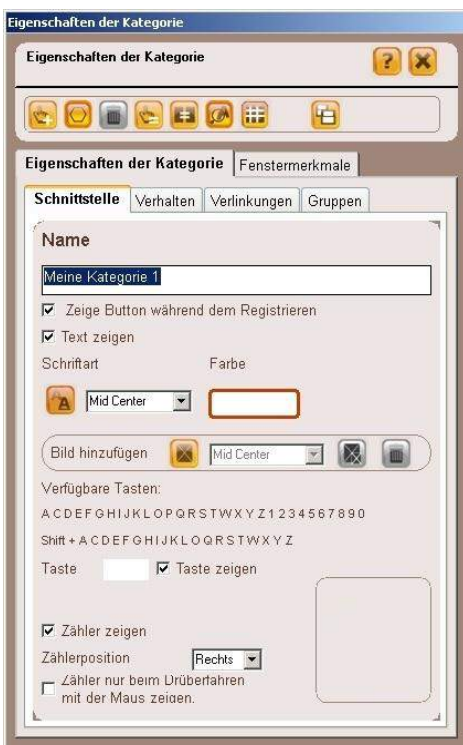 Eigenschaften der Kategorie
Eigenschaften der Kategorie
Eigenschaften der Kategorie Fenstermerkmale
Schnittstelle Verhalten Verlinkungen Gruppen
Name
Meine Kategorie 1
Zeige Button während dem Registrieren
Text zeigen
Schriftart Farbe
A Mid Center
Bild hinzufügen Mid Center
Verfügbare Tasten:
A C D E F G H I J K L O P Q R S T W X Y Z 1 2 3 4 5 6 7 8 9 0
Shift + A C D E F G H I J K L O Q R S T W X Y Z
Taste Taste zeigen
Zähler zeigen
Zählerposition Rechts
Zähler nur beim Drüberfahren
mit der Maus zeigen.